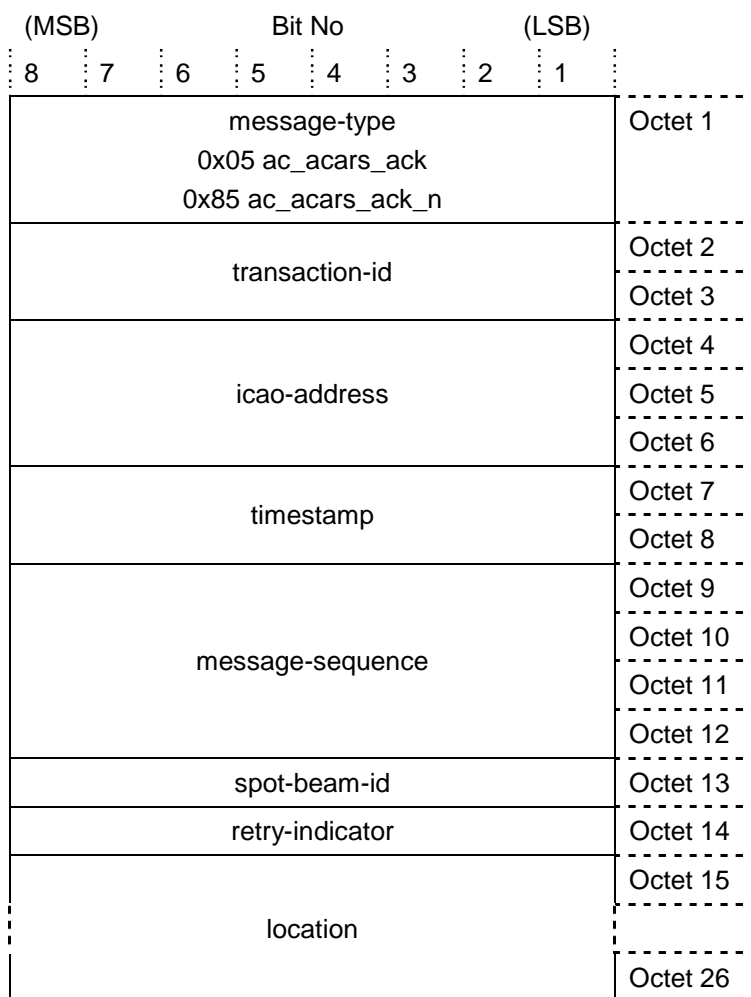 (MSB) Bit No (LSB)
8 7 6 5 4 3 2 1
message-type Octet 1
0x05 ac_acars_ack
0x85 ac_acars_ack_n
transaction-id
Octet 2
Octet 3
icao-address
Octet 4
Octet 5
Octet 6
timestamp
Octet 7
Octet 8
message-sequence
Octet 9
Octet 10
Octet 11
Octet 12
spot-beam-id Octet 13
retry-indicator Octet 14
location
Octet 15
Octet 26